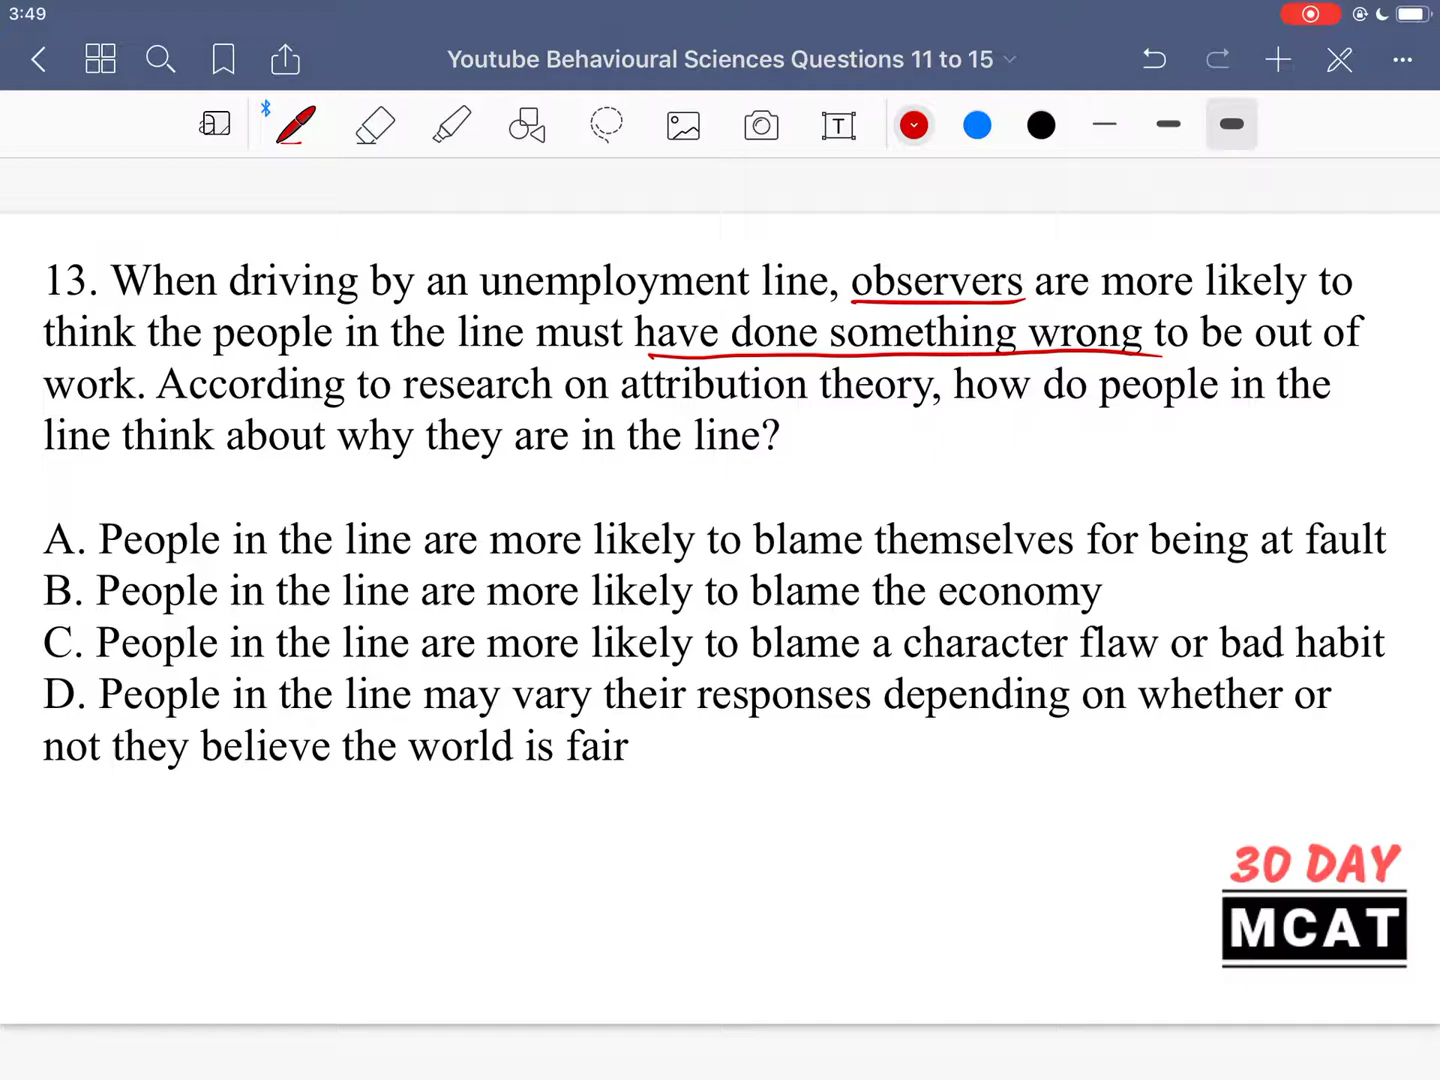 3:49
Youtube Behavioural Sciences Questions 11 to 15
T
13. When driving by an unemployment line, observers are more likely to
think the people in the line must have done something wrong to be out of
work. According to research on attribution theory, how do people in the
line think about why they are in the line?
A. People in the line are more likely to blame themselves for being at fault
B. People in the line are more likely to blame the economy
C. People in the line are more likely to blame a character flaw or bad habit
D. People in the line may vary their responses depending on whether or
not they believe the world is fair
30 DAY
MCAT